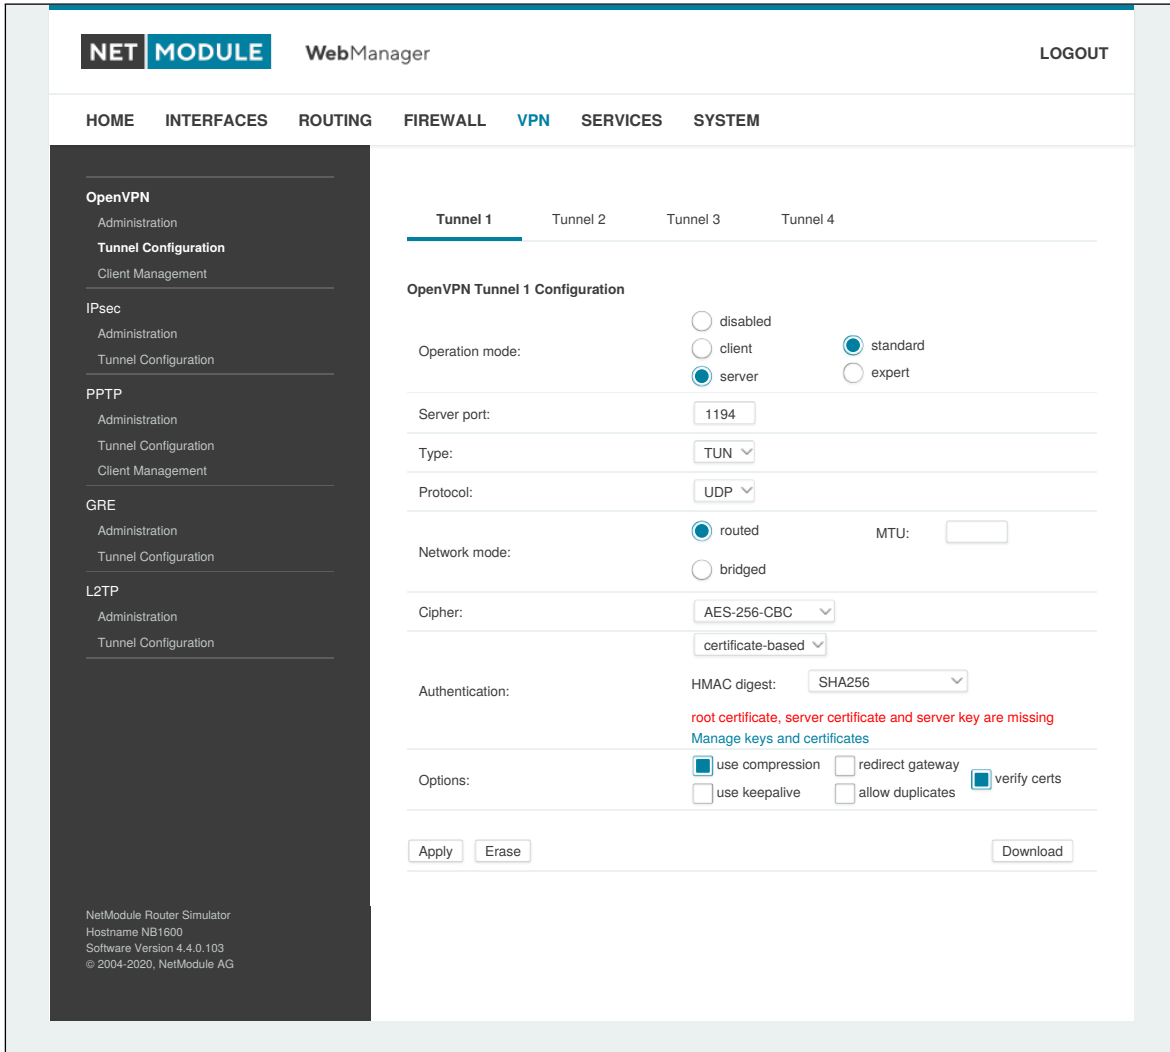 NET MODULE WebManager LOGOUT
HOME INTERFACES ROUTING FIREWALL VPN SERVICES SYSTEM
OpenVPN
Administration
Tunnel Configuration
Client Management
IPsec
Administration
Tunnel Configuration
PPTP
Administration
Tunnel Configuration
Client Management
GRE
Administration
Tunnel Configuration
L2TP
Administration
Tunnel Configuration
NetModule Router Simulator
Hostname NB1600
Software Version 4.4.0.103
© 2004-2020, NetModule AG
Tunnel 1 Tunnel 2 Tunnel 3 Tunnel 4
OpenVPN Tunnel 1 Configuration
Operation mode:
disabled
client
server
standard
expert
Server port: 1194
Type: TUN
Protocol: UDP
Network mode:
routed
bridged
MTU:
Cipher: AES-256-CBC
Authentication:
certificate-based
HMAC digest: SHA256
root certificate, server certificate and server key are missing
Manage keys and certificates
Options:
use compression redirect gateway
use keepalive allow duplicates
verify certs
Apply Erase Download